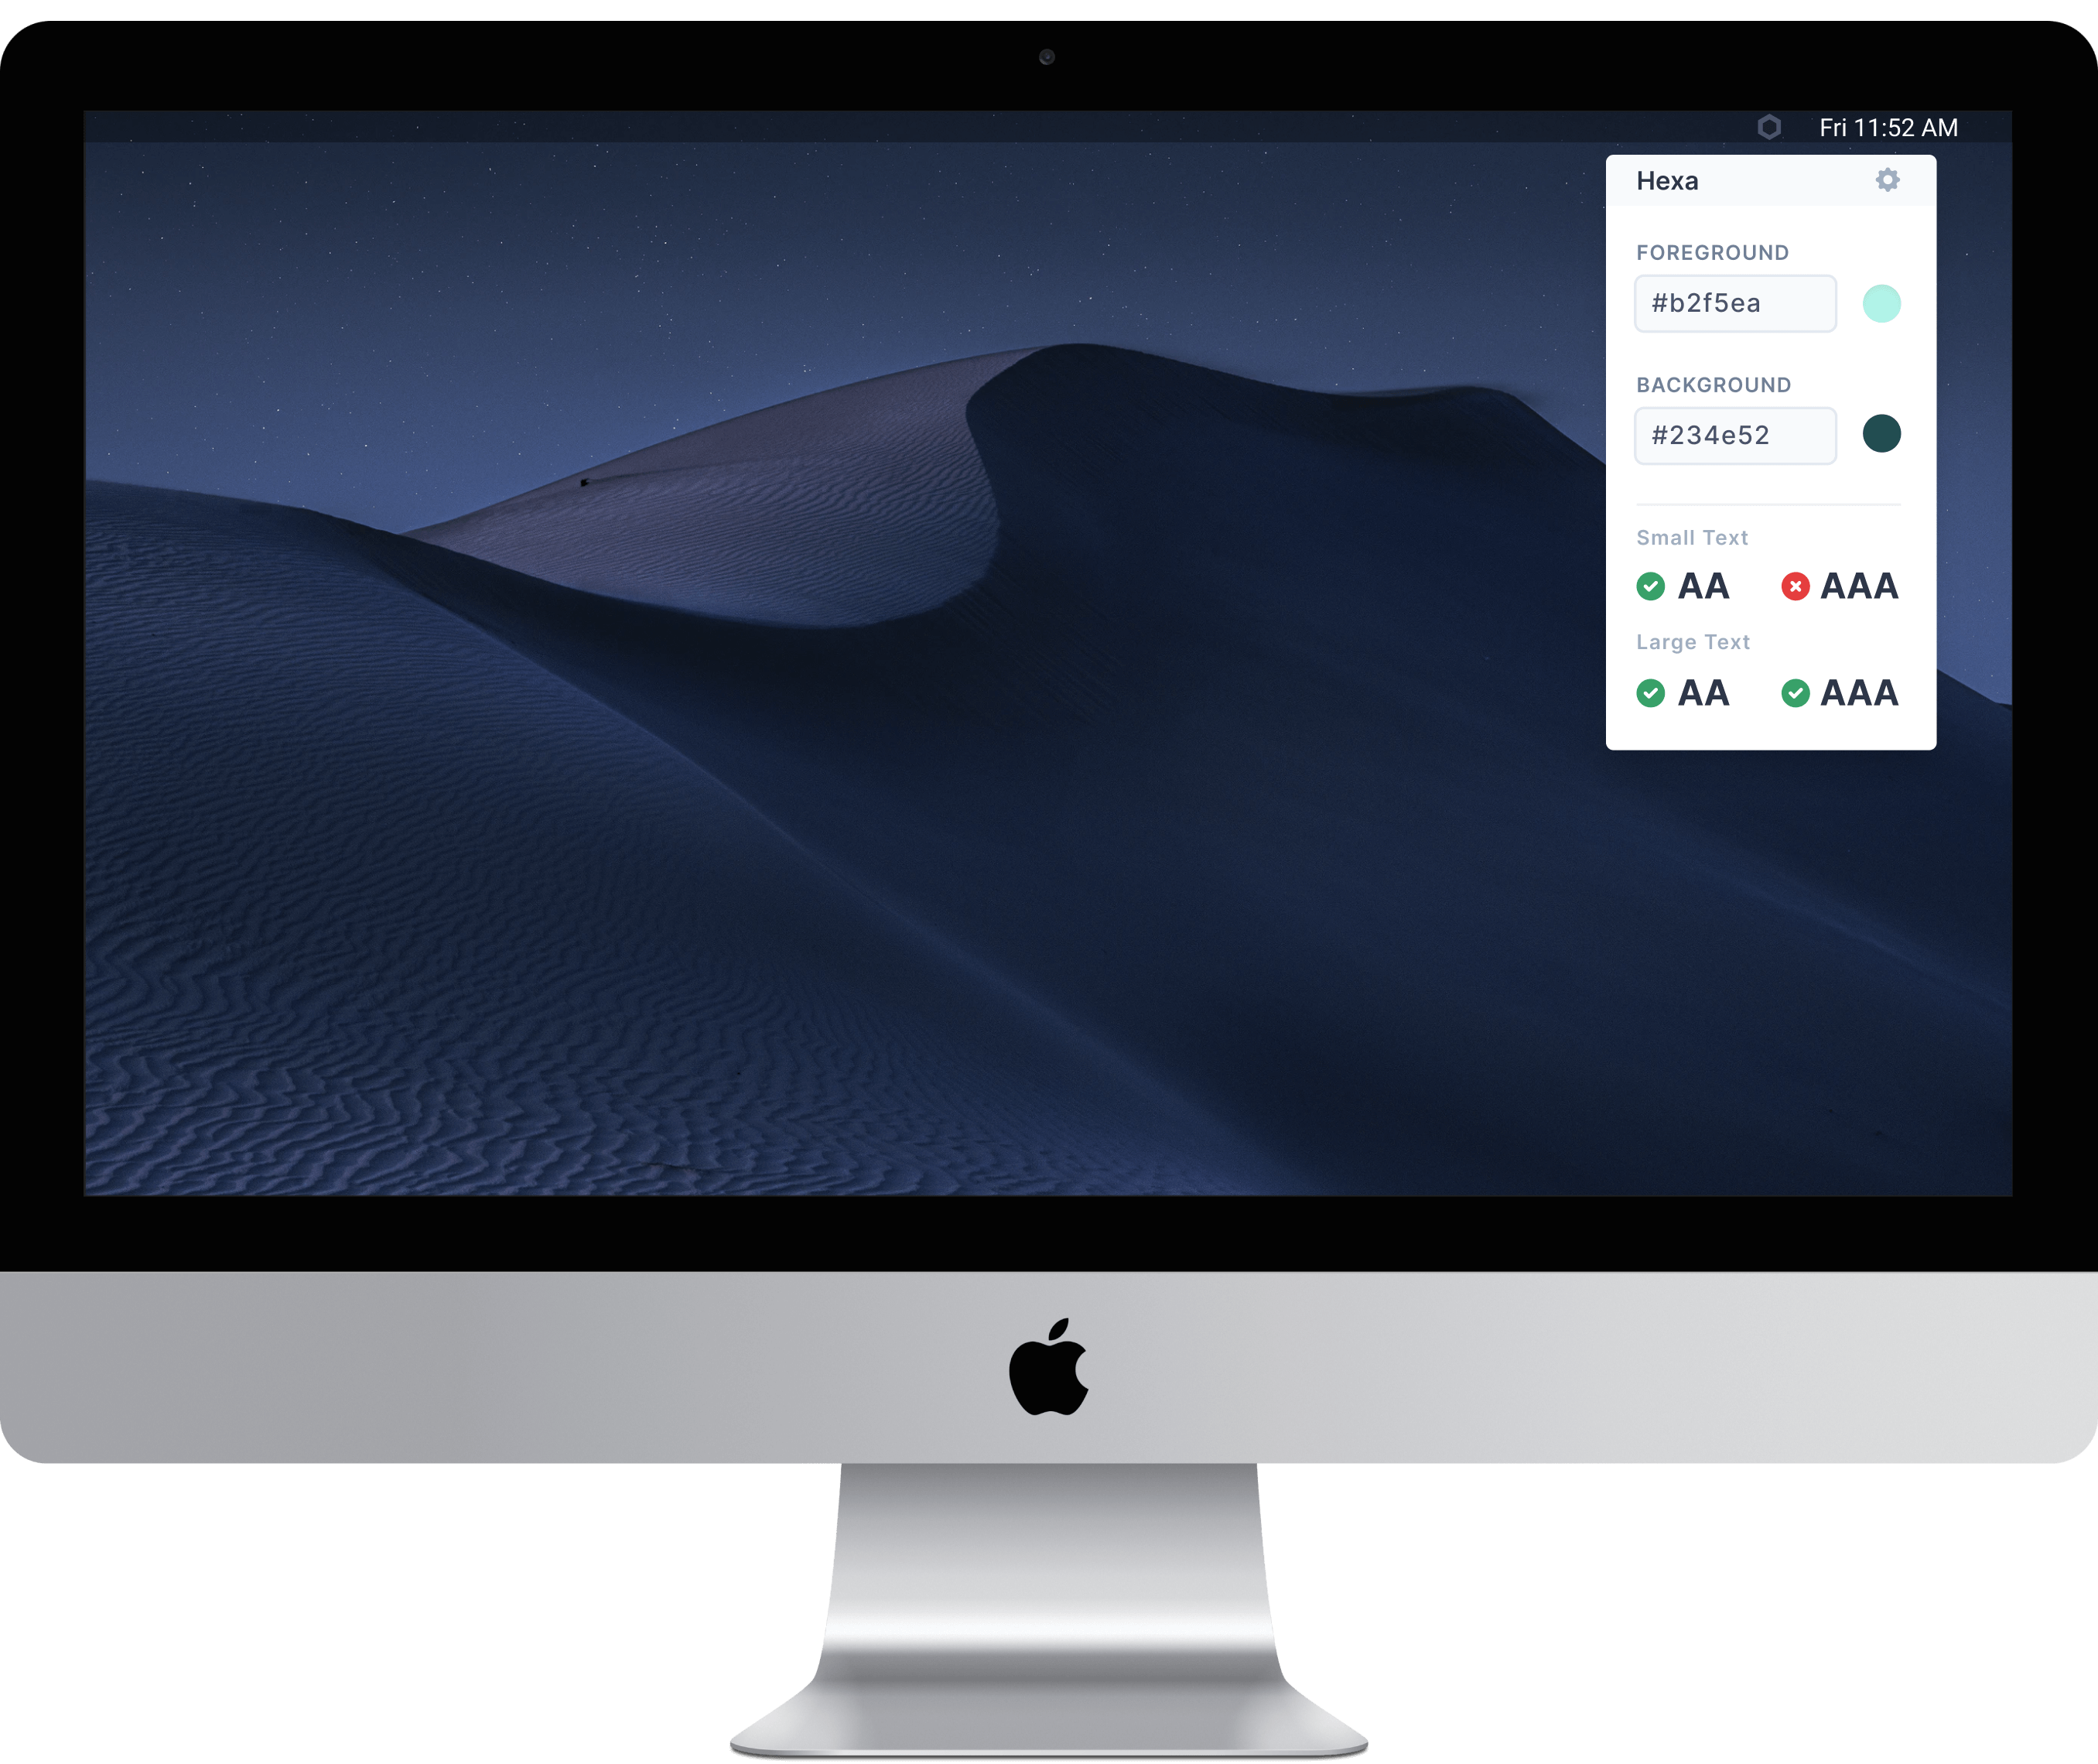 Fri 11:52 AM
Hexa
FOREGROUND
#b2f5ea
BACKGROUND
#234e52
Small Text
AA AAA
Large Text
AA AAA